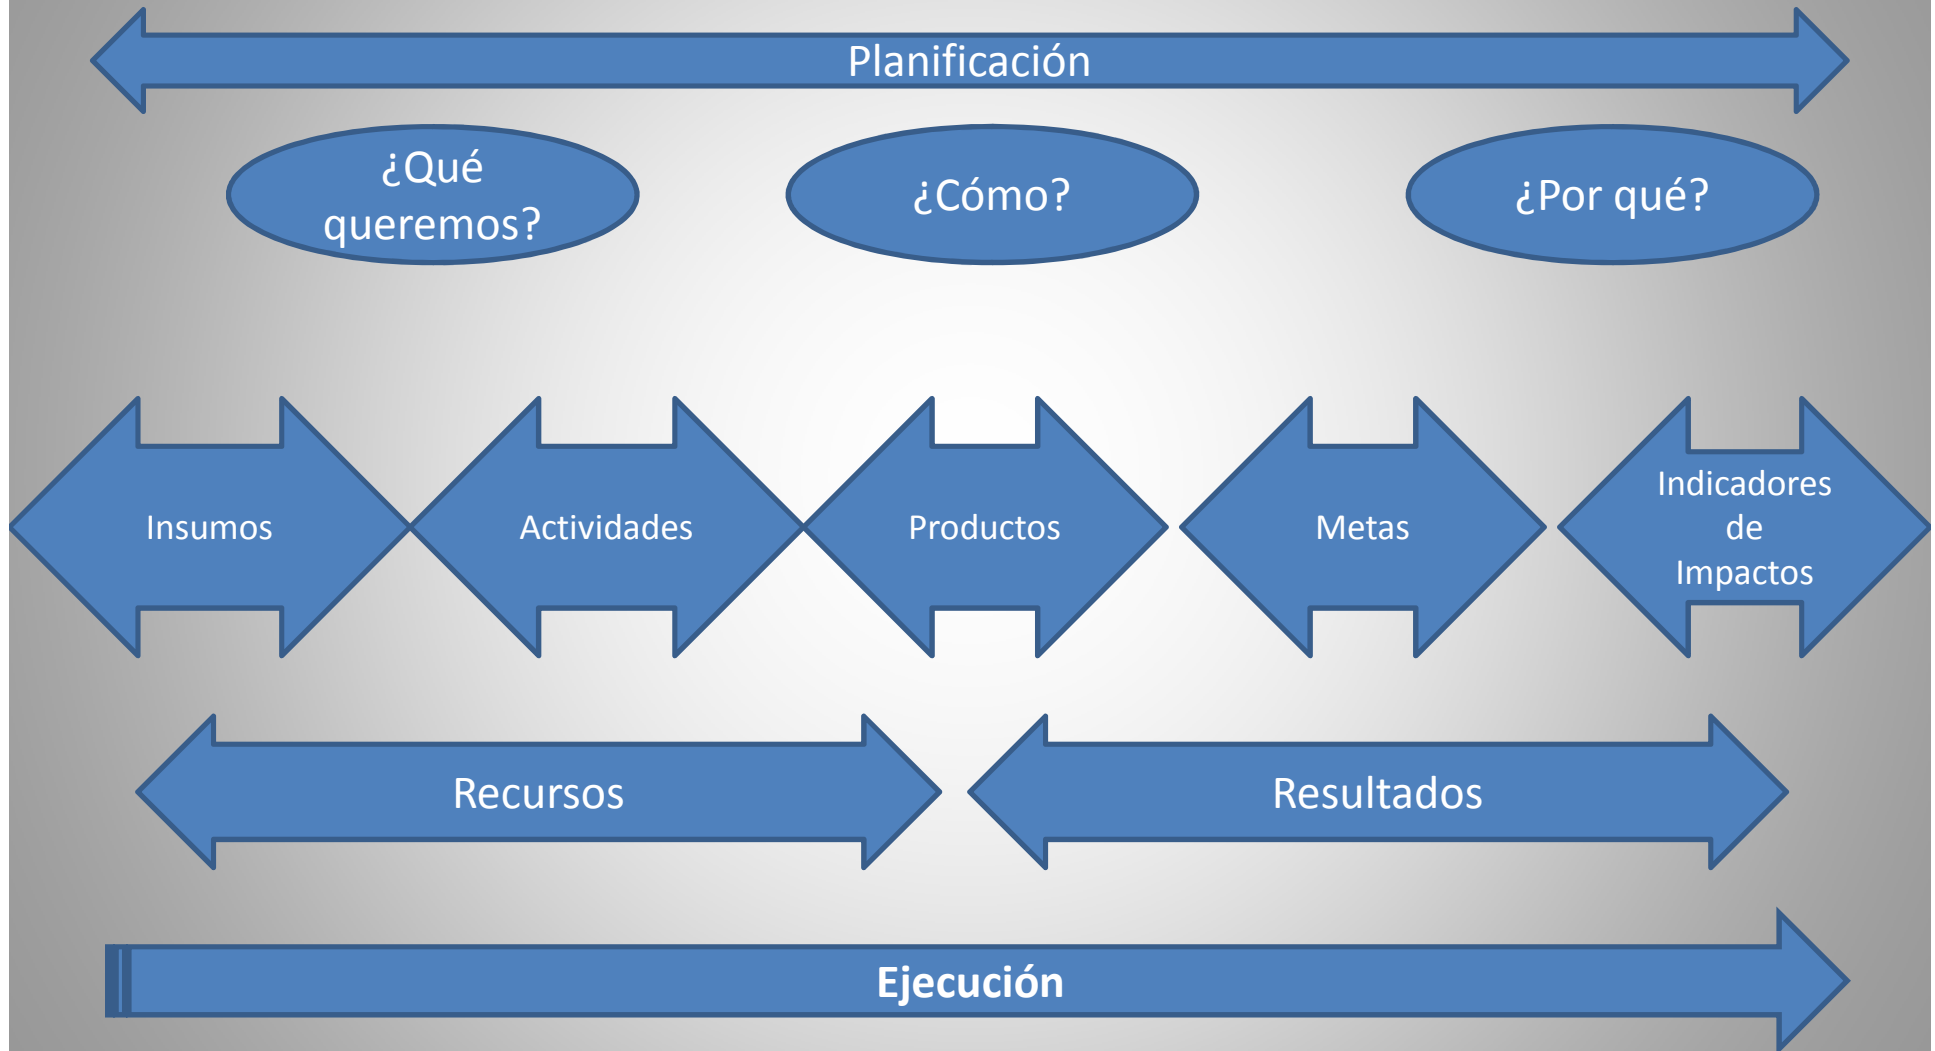 Planificación
¿Qué
queremos?
¿Cómo?
¿Por qué?
Insumos
Actividades
Productos
Metas
Indicadores
de
Impactos
Recursos
Resultados
Ejecución